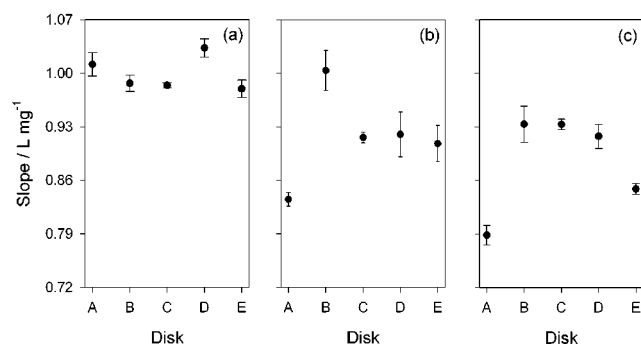 Slope / L mg⁻¹
1.07
1.00
0.93
0.86
0.79
0.72
(a)
A B C D E
Disk
(b)
A B C D E
Disk
(c)
A B C D E
Disk